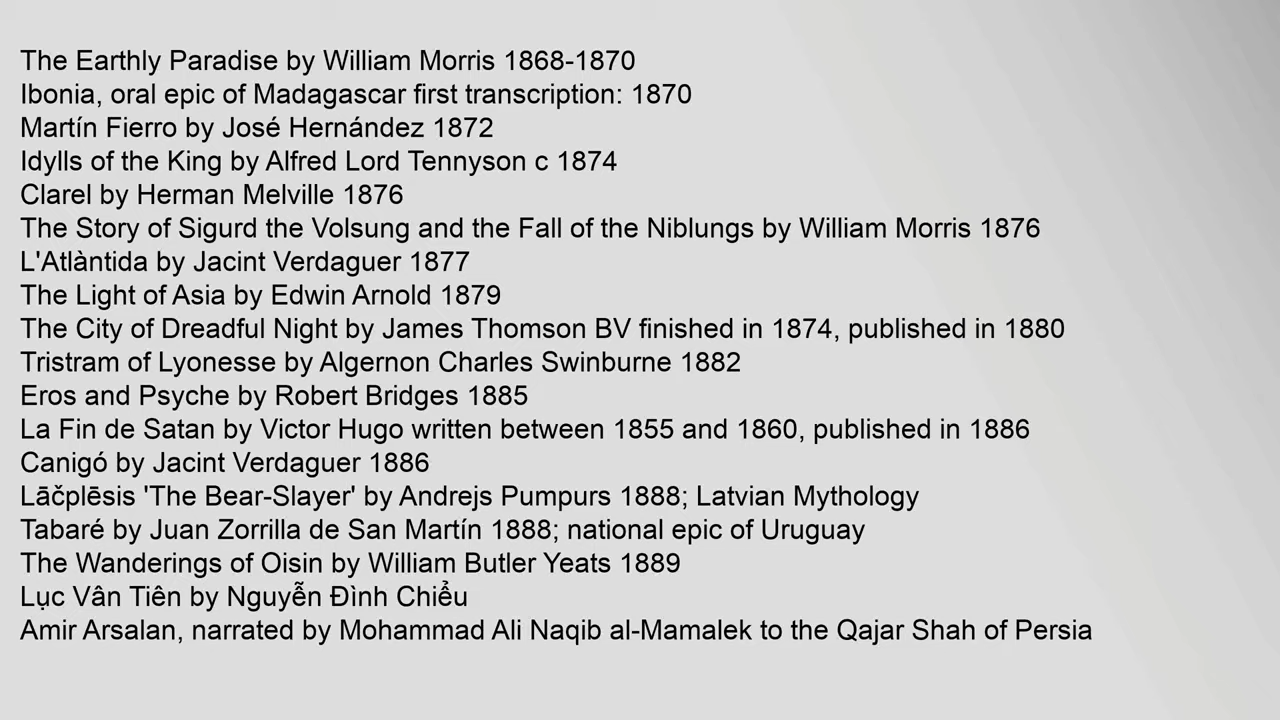 The Earthly Paradise by William Morris 1868-1870
Ibonia, oral epic of Madagascar first transcription: 1870
Martín Fierro by José Hernández 1872
Idylls of the King by Alfred Lord Tennyson c 1874
Clarel by Herman Melville 1876
The Story of Sigurd the Volsung and the Fall of the Niblungs by William Morris 1876
L'Atlàntida by Jacint Verdaguer 1877
The Light of Asia by Edwin Arnold 1879
The City of Dreadful Night by James Thomson BV finished in 1874, published in 1880
Tristram of Lyonesse by Algernon Charles Swinburne 1882
Eros and Psyche by Robert Bridges 1885
La Fin de Satan by Victor Hugo written between 1855 and 1860, published in 1886
Canigó by Jacint Verdaguer 1886
Lāčplēsis 'The Bear-Slayer' by Andrejs Pumpurs 1888; Latvian Mythology
Tabaré by Juan Zorrilla de San Martín 1888; national epic of Uruguay
The Wanderings of Oisin by William Butler Yeats 1889
Lục Vân Tiên by Nguyễn Đình Chiểu
Amir Arsalan, narrated by Mohammad Ali Naqib al-Mamalek to the Qajar Shah of Persia